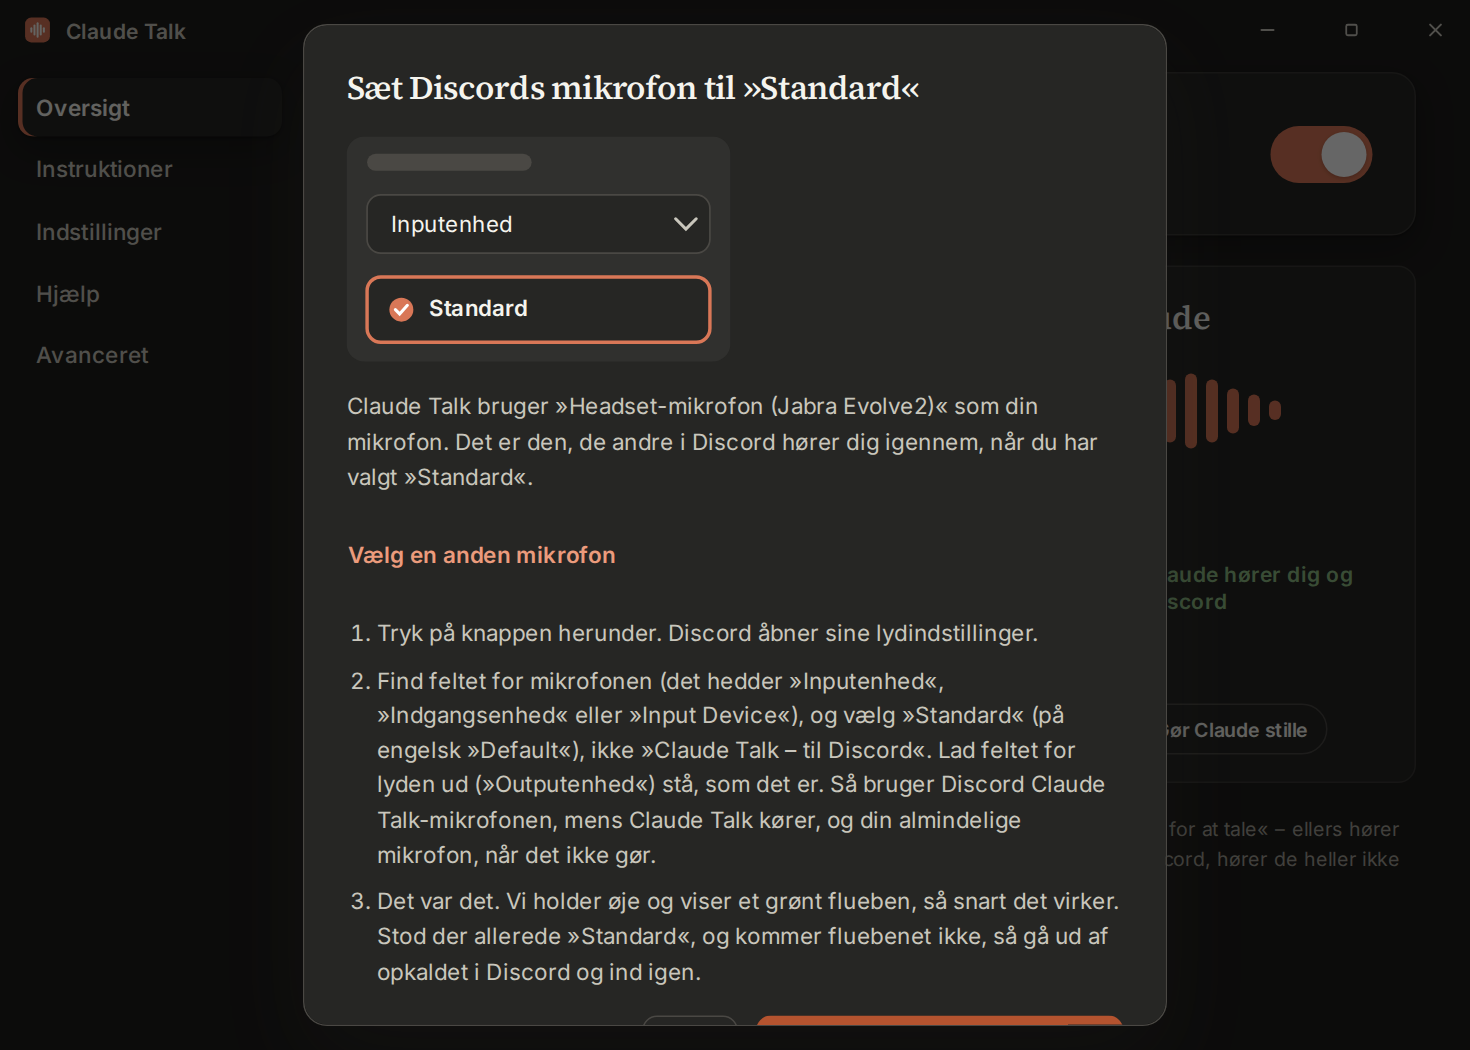 Claude Talk
Oversigt
Instruktioner
Indstillinger
Hjælp
Avanceret
Sæt Discords mikrofon til »Standard«
Inputenhed
Standard
Claude Talk bruger »Headset-mikrofon (Jabra Evolve2)« som din
mikrofon. Det er den, de andre i Discord hører dig igennem, når du har
valgt »Standard«.
Vælg en anden mikrofon
1. Tryk på knappen herunder. Discord åbner sine lydindstillinger.
2. Find feltet for mikrofonen (det hedder »Inputenhed«,
»Indgangsenhed« eller »Input Device«), og vælg »Standard« (på
engelsk »Default«), ikke »Claude Talk – til Discord«. Lad feltet for
lyden ud (»Outputenhed«) stå, som det er. Så bruger Discord Claude
Talk-mikrofonen, mens Claude Talk kører, og din almindelige
mikrofon, når det ikke gør.
3. Det var det. Vi holder øje og viser et grønt flueben, så snart det virker.
Stod der allerede »Standard«, og kommer fluebenet ikke, så gå ud af
opkaldet i Discord og ind igen.
hører dig og
Claude stille
for at tale« – ellers hører
hører de heller ikke